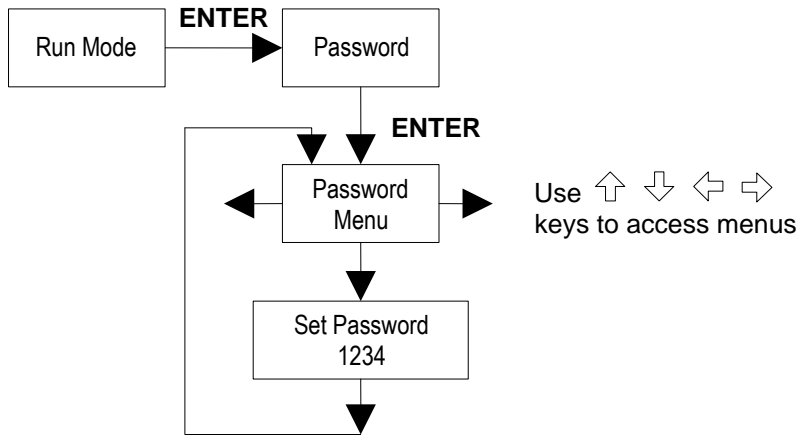 ENTER
Run Mode
Password
ENTER
Password
Menu
Use ⇧ ⇩ ⇦ ⇨
keys to access menus
Set Password
1234